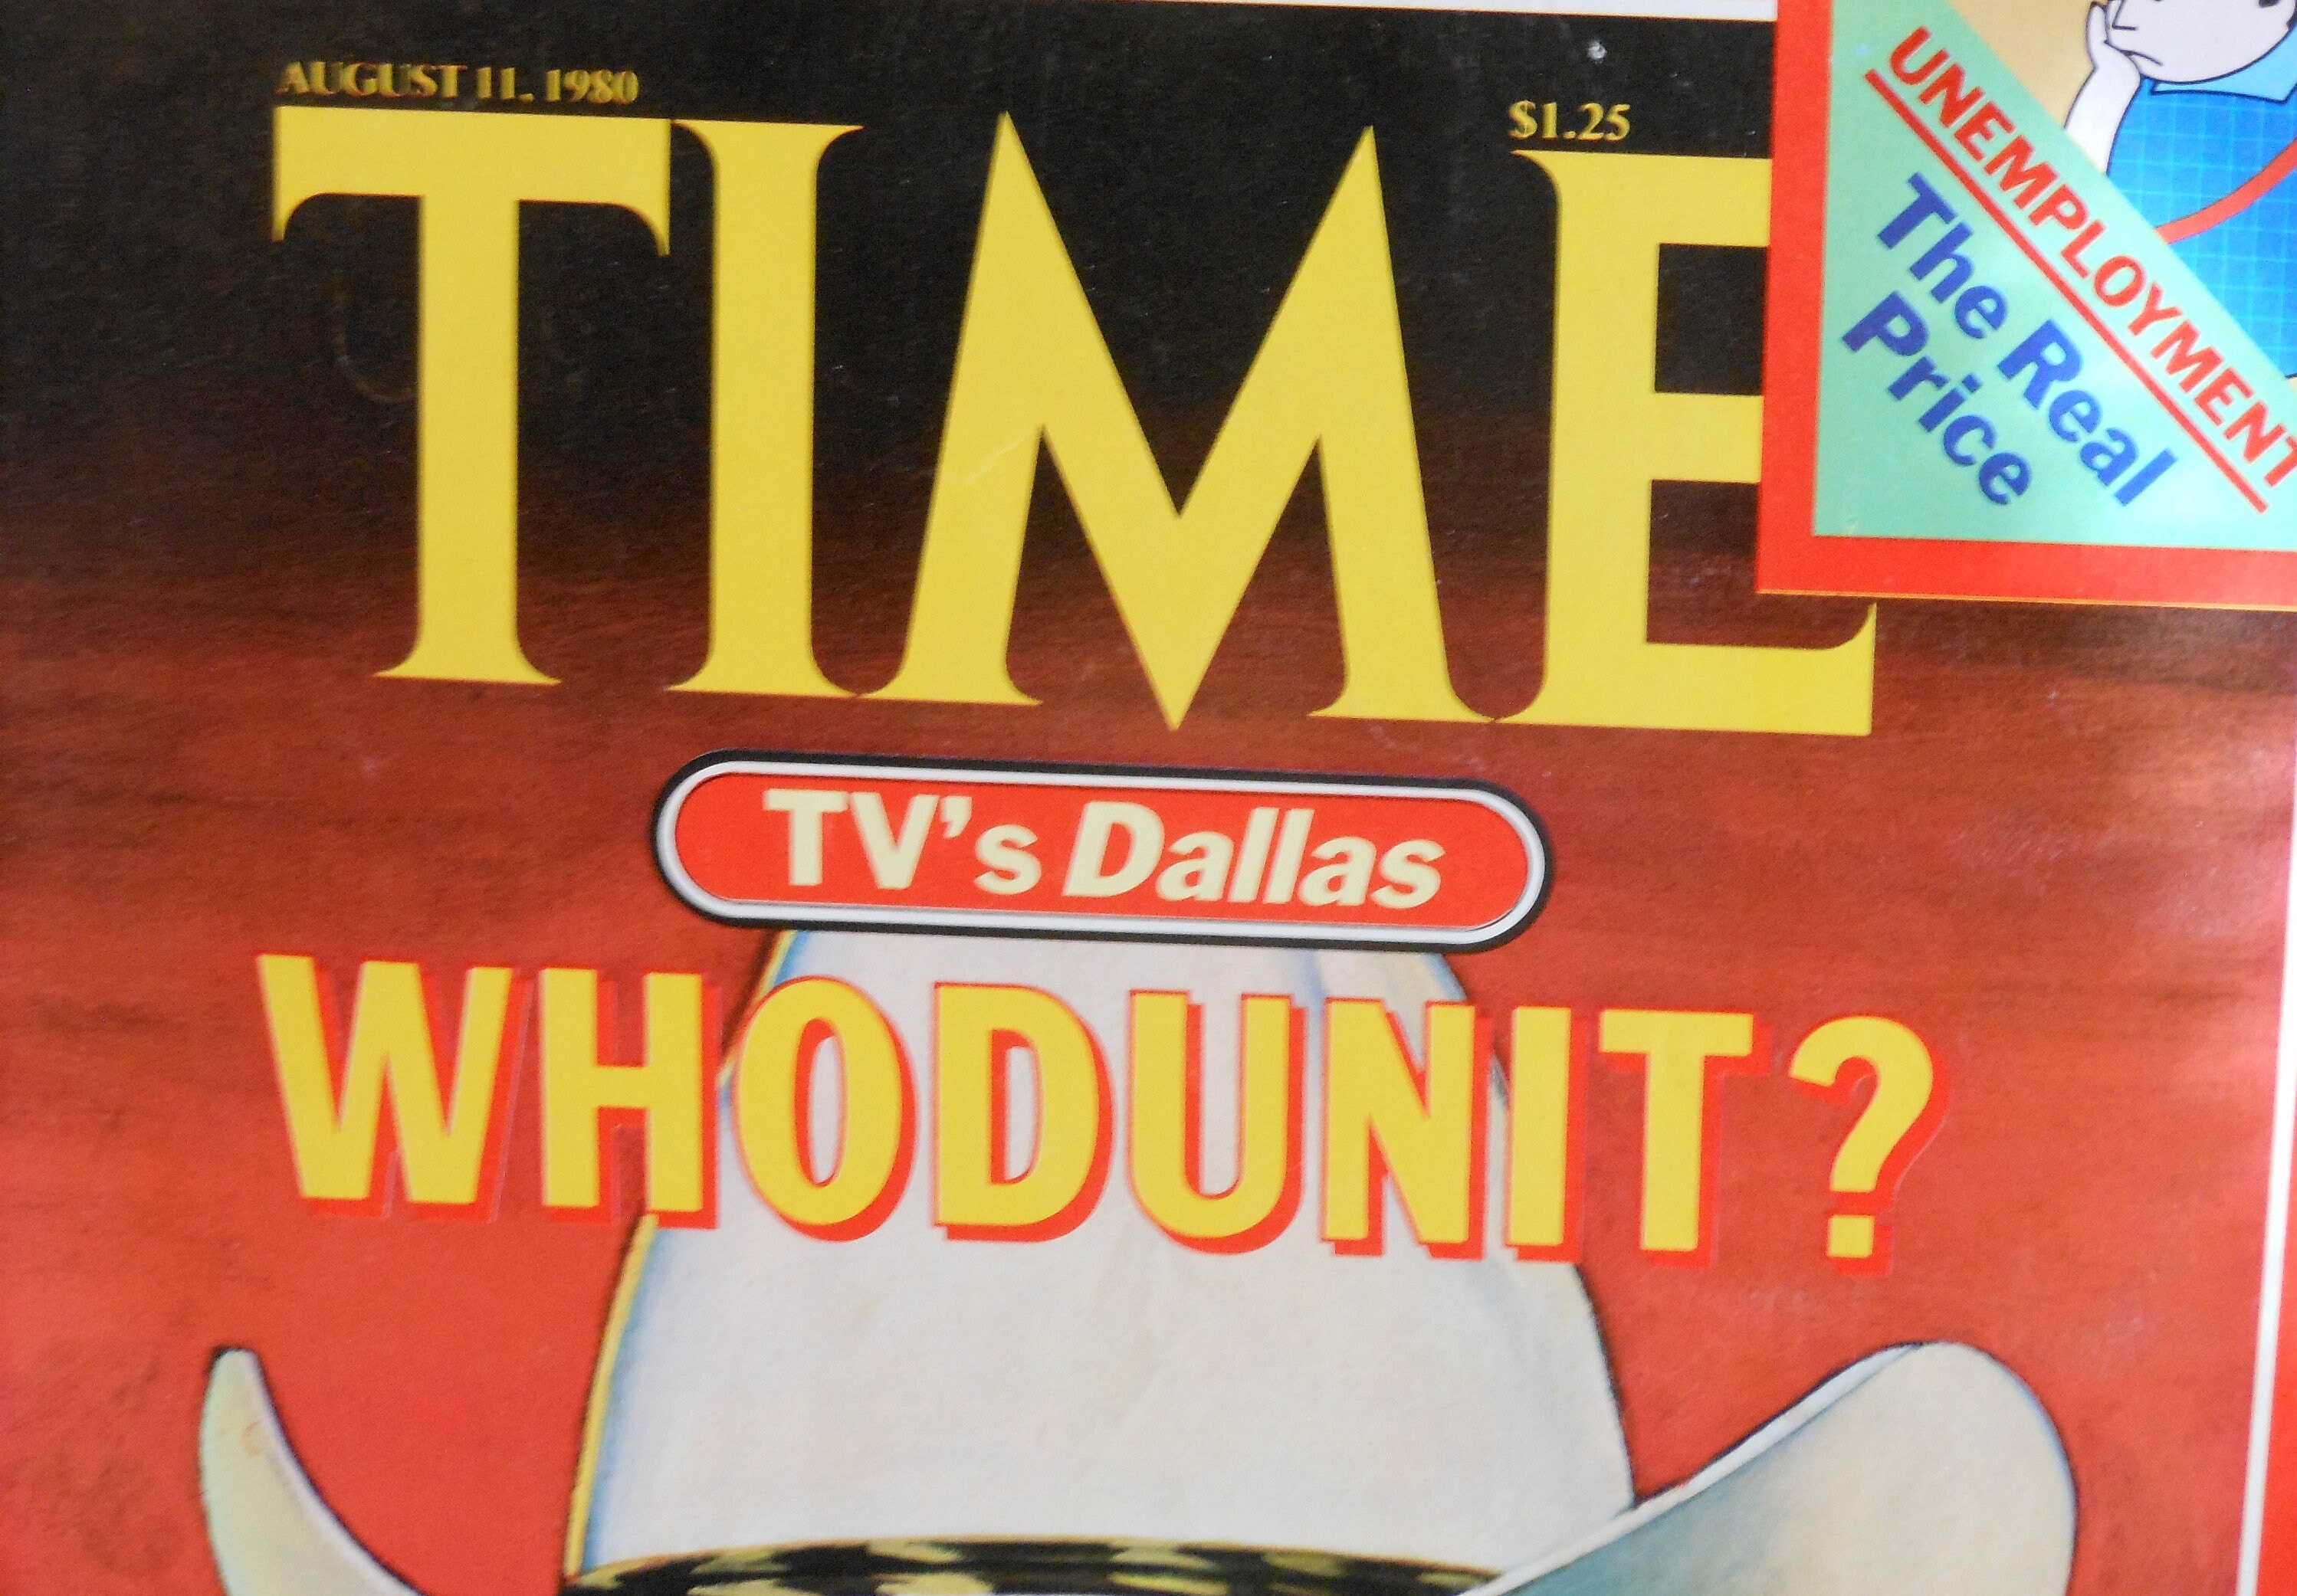 AUGUST 11, 1980
$1.25
TIME
UNEMPLOYMENT
The Real
Price
TV's Dallas
WHODUNIT?